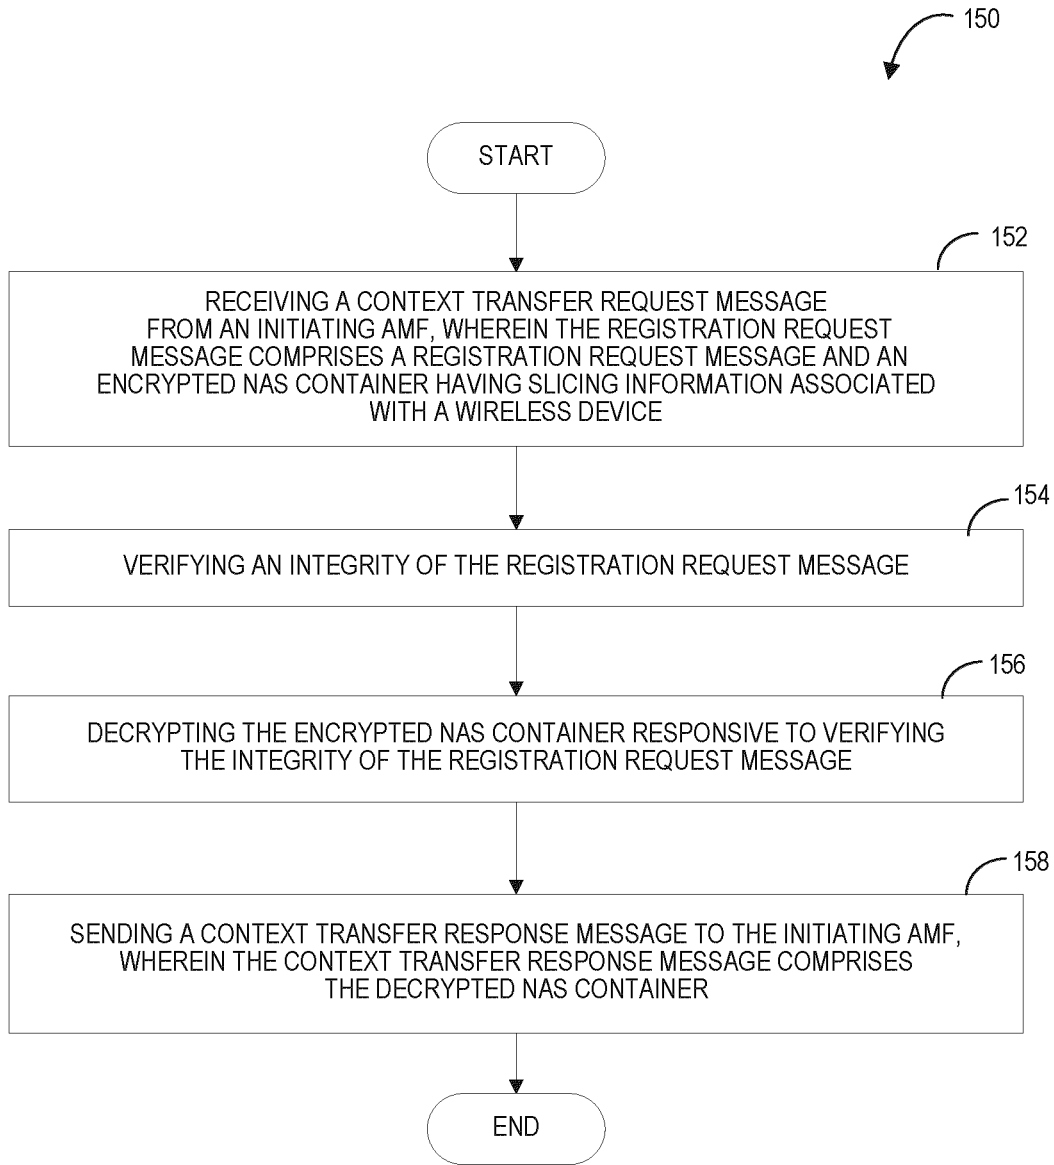 150
START
152
RECEIVING A CONTEXT TRANSFER REQUEST MESSAGE
FROM AN INITIATING AMF, WHEREIN THE REGISTRATION REQUEST
MESSAGE COMPRISES A REGISTRATION REQUEST MESSAGE AND AN
ENCRYPTED NAS CONTAINER HAVING SLICING INFORMATION ASSOCIATED
WITH A WIRELESS DEVICE
154
VERIFYING AN INTEGRITY OF THE REGISTRATION REQUEST MESSAGE
156
DECRYPTING THE ENCRYPTED NAS CONTAINER RESPONSIVE TO VERIFYING
THE INTEGRITY OF THE REGISTRATION REQUEST MESSAGE
158
SENDING A CONTEXT TRANSFER RESPONSE MESSAGE TO THE INITIATING AMF,
WHEREIN THE CONTEXT TRANSFER RESPONSE MESSAGE COMPRISES
THE DECRYPTED NAS CONTAINER
END